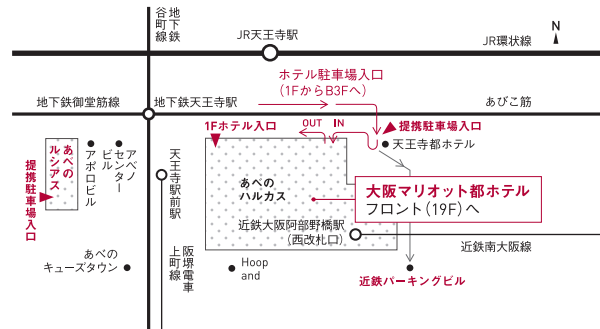 地下鉄
谷町線
JR天王寺駅
JR環状線
N
ホテル駐車場入口
(1FからB3Fへ)
地下鉄御堂筋線
地下鉄天王寺駅
あびこ筋
OUT
IN
1Fホテル入口
提携駐車場入口
天王寺都ホテル
あべの
ルシアス
提携駐車場入口
アポロビル
アベノ
センター
ビル
天王寺駅前駅
あべの
ハルカス
大阪マリオット都ホテル
フロント(19F)へ
近鉄大阪阿部野橋駅
(西改札口)
近鉄南大阪線
あべの
キューズタウン
阪堺電車
上町線
Hoop
and
近鉄パーキングビル